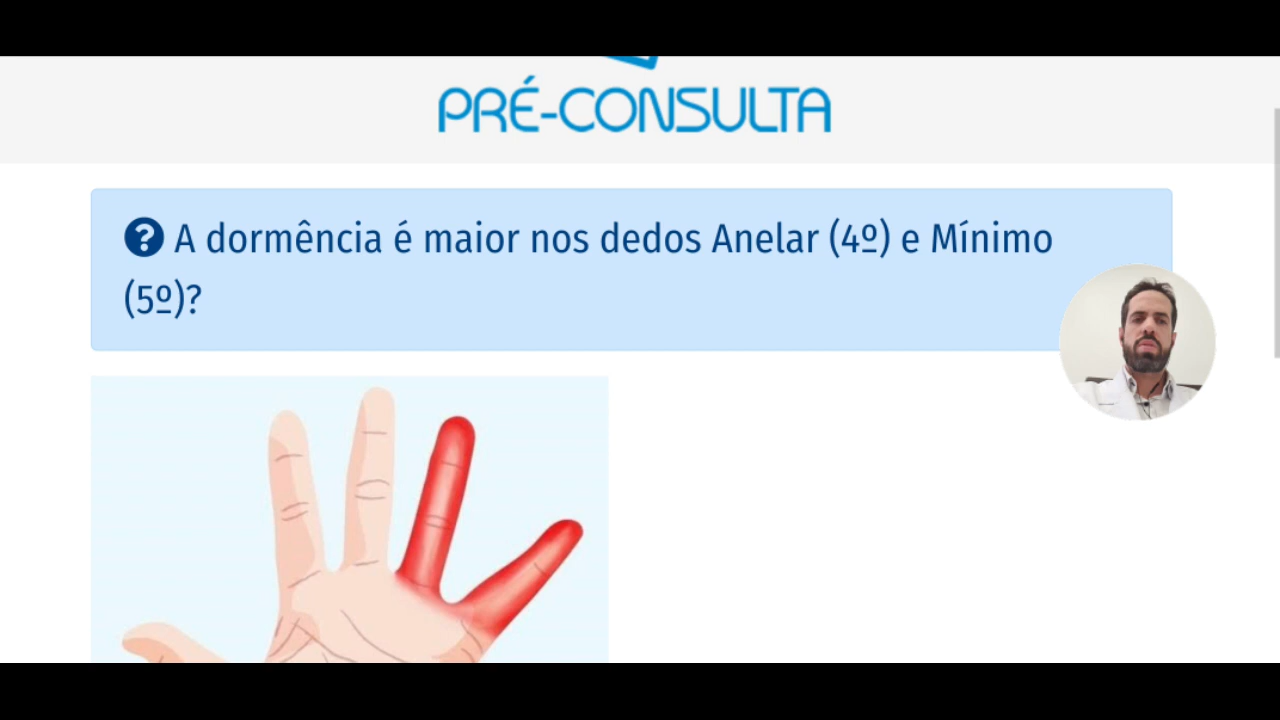 PRÉ-CONSULTA
? A dormência é maior nos dedos Anelar (4º) e Mínimo
(5º)?